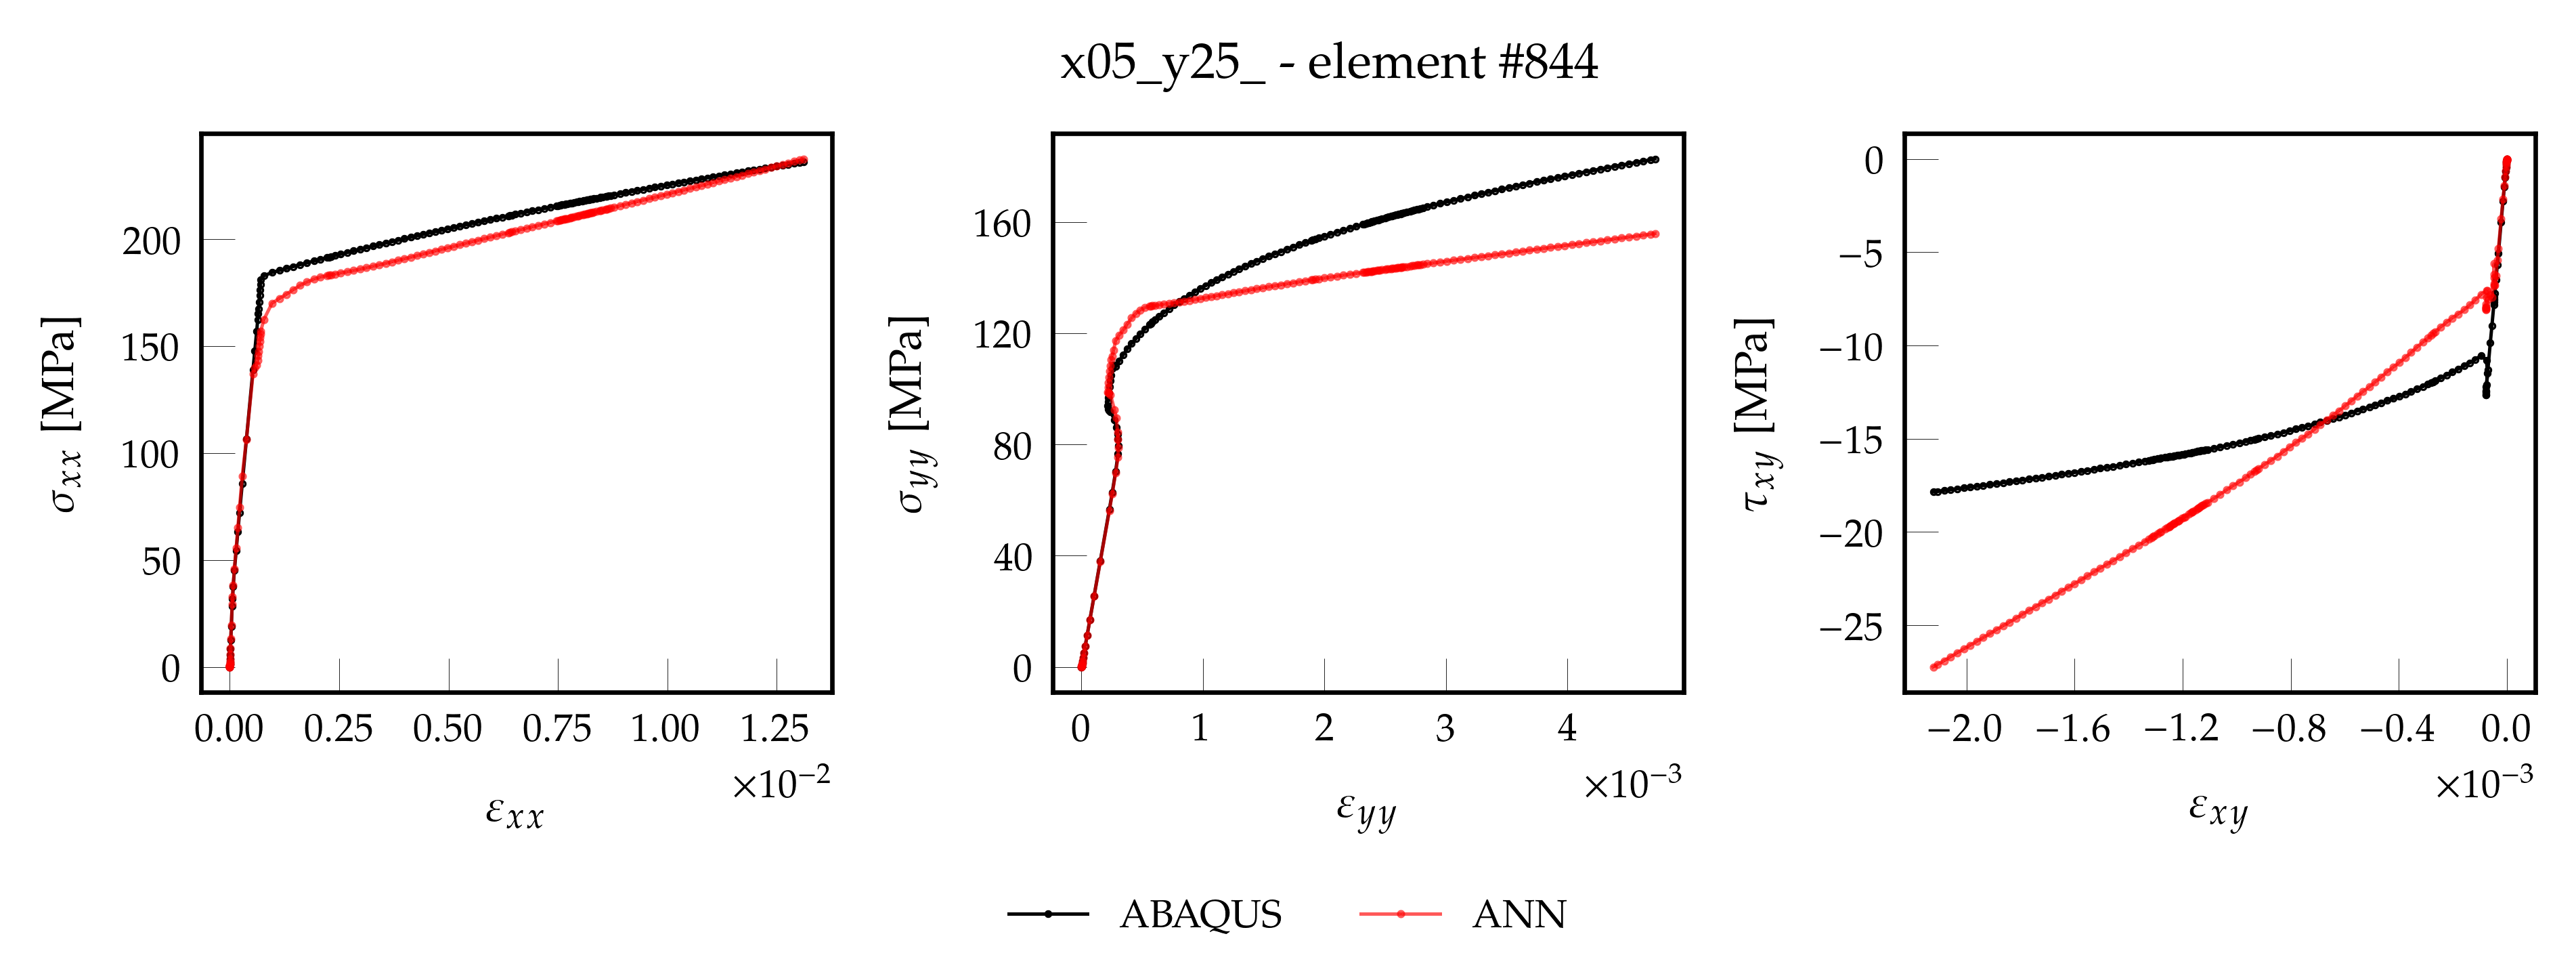 x05_y25_ - element #844
σxx [MPa]
200
150
100
50
0
0.00 0.25 0.50 0.75 1.00 1.25
×10−2
εxx
σyy [MPa]
160
120
80
40
0
0 1 2 3 4
×10−3
εyy
τxy [MPa]
0
−5
−10
−15
−20
−25
−2.0 −1.6 −1.2 −0.8 −0.4 0.0
×10−3
εxy
ABAQUS ANN